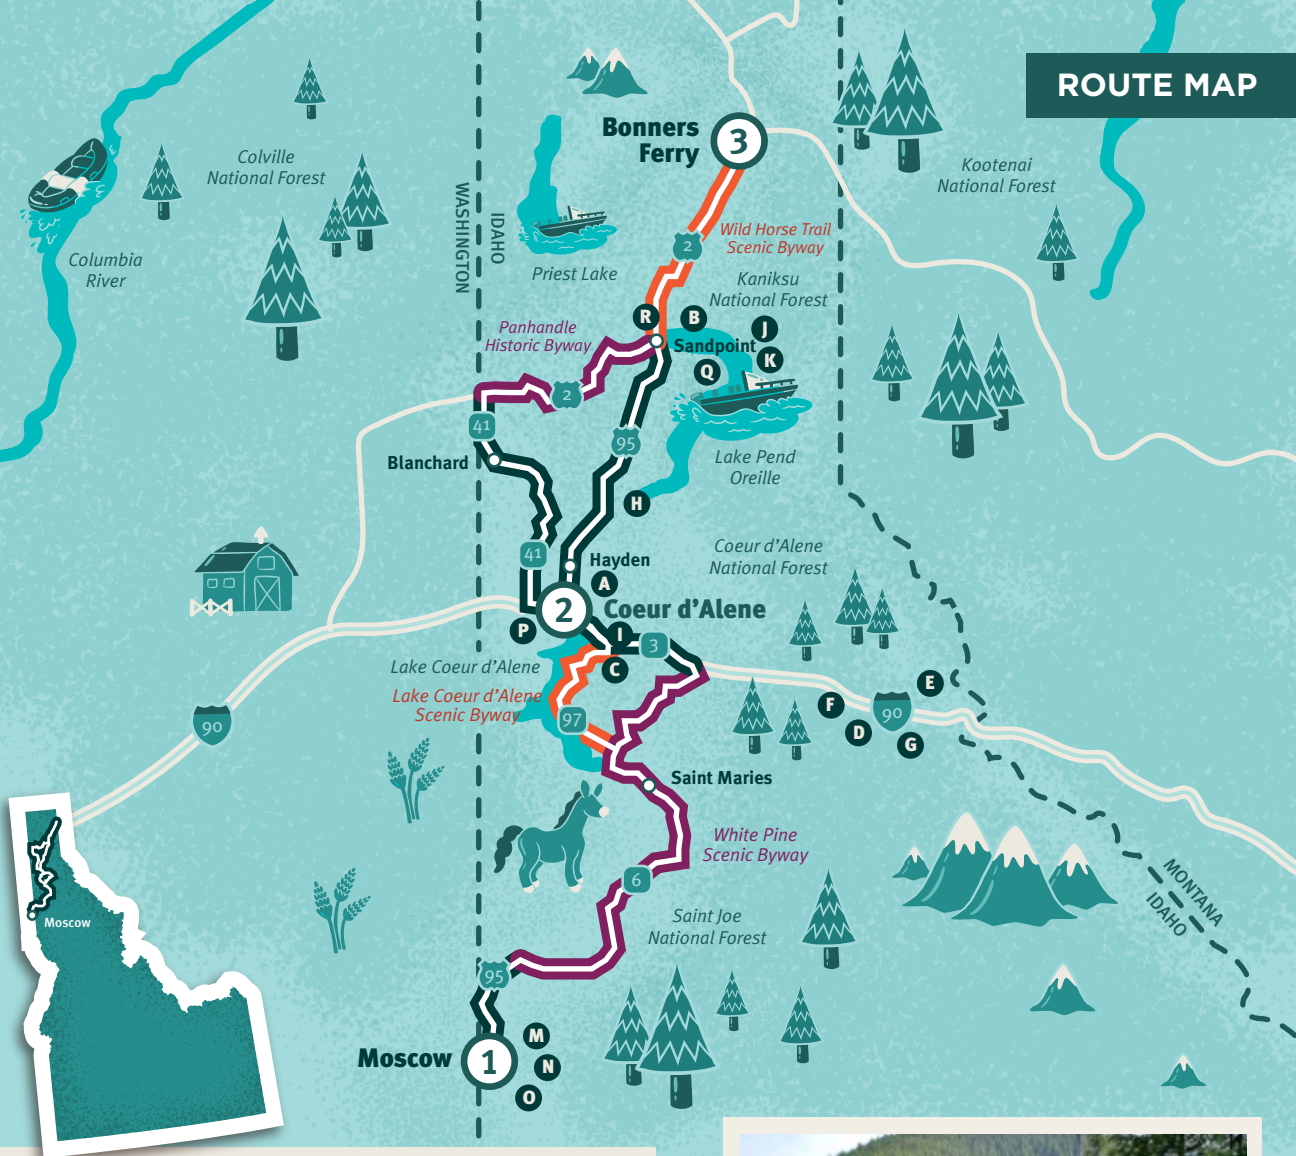 ROUTE MAP
Bonners
Ferry
3
Colville
National Forest
Kootenai
National Forest
WASHINGTON
IDAHO
Columbia
River
Priest Lake
Wild Horse Trail
Scenic Byway
2
Kaniksu
National Forest
Panhandle
Historic Byway
R
B
J
Sandpoint
K
Q
2
41
95
Blanchard
Lake Pend
Oreille
H
41
Hayden
Coeur d'Alene
National Forest
A
2
Coeur d'Alene
P
I
3
C
Lake Coeur d'Alene
Lake Coeur d'Alene
Scenic Byway
97
E
F
90
D
G
90
Saint Maries
White Pine
Scenic Byway
6
MONTANA
IDAHO
Saint Joe
National Forest
Moscow
95
Moscow
1
M
N
O